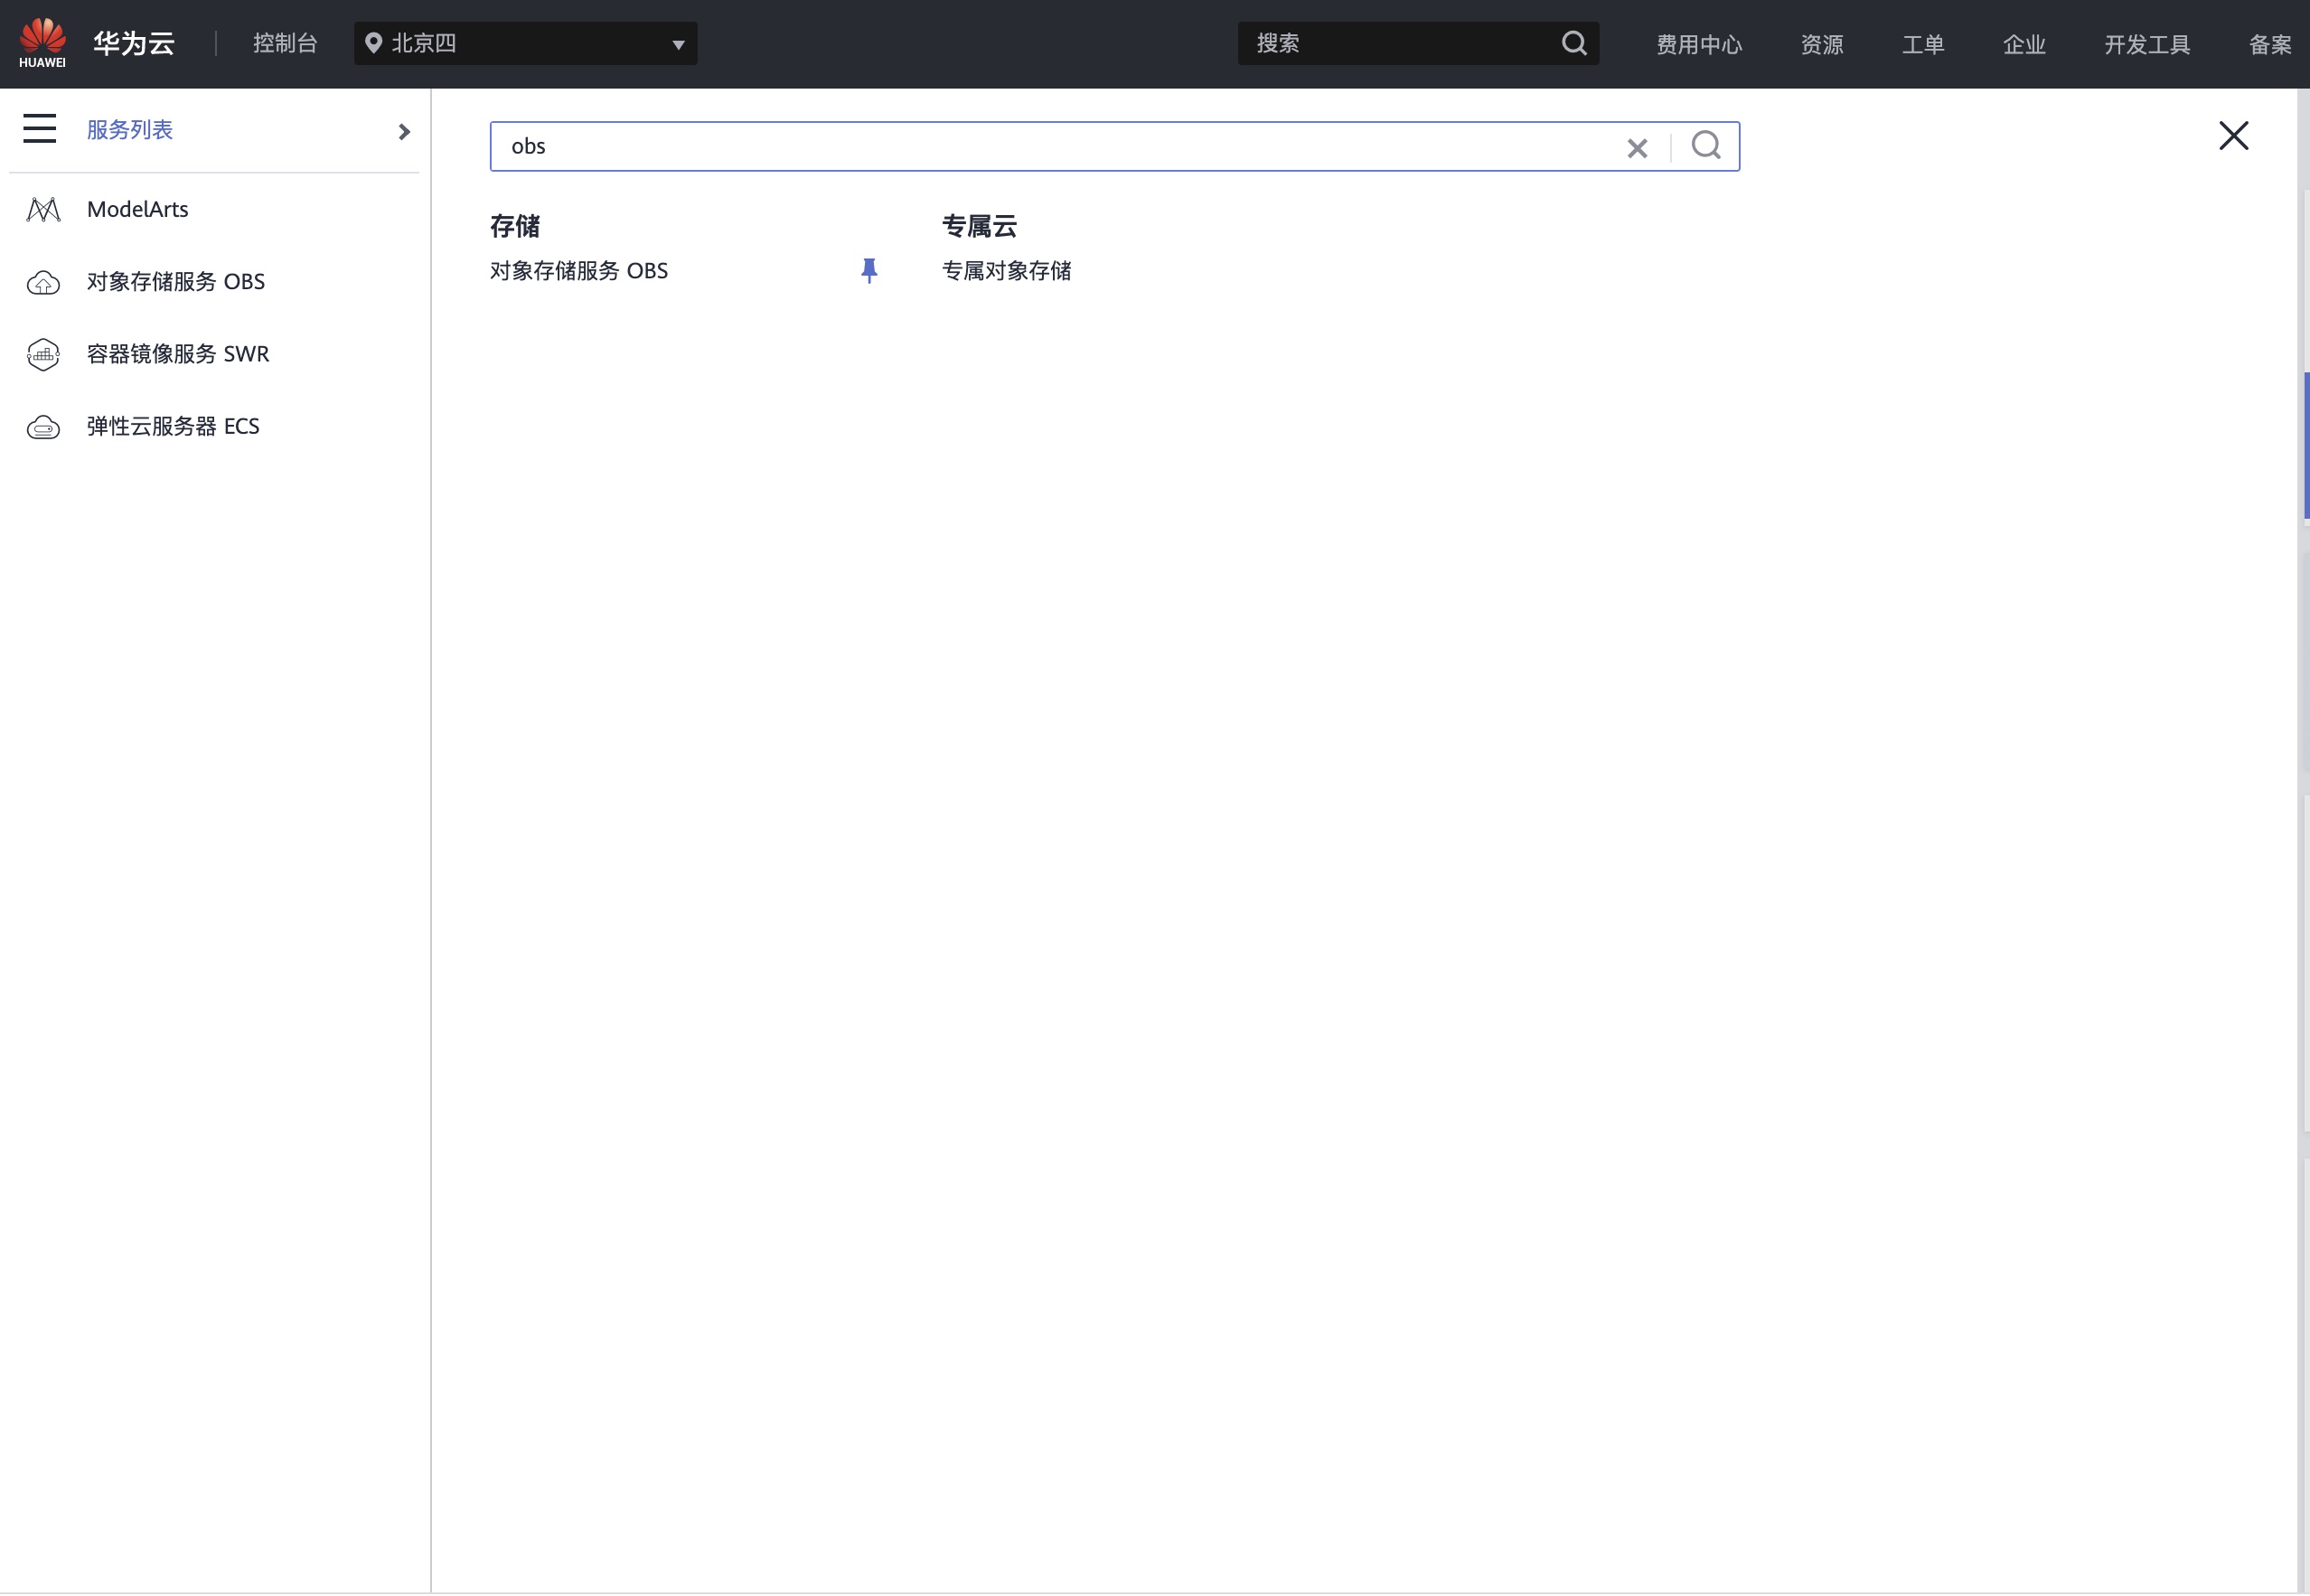 HUAWEI
华为云
控制台
北京四
搜索
费用中心
资源
工单
企业
开发工具
备案
服务列表
ModelArts
对象存储服务 OBS
容器镜像服务 SWR
弹性云服务器 ECS
obs
存储
对象存储服务 OBS
专属云
专属对象存储